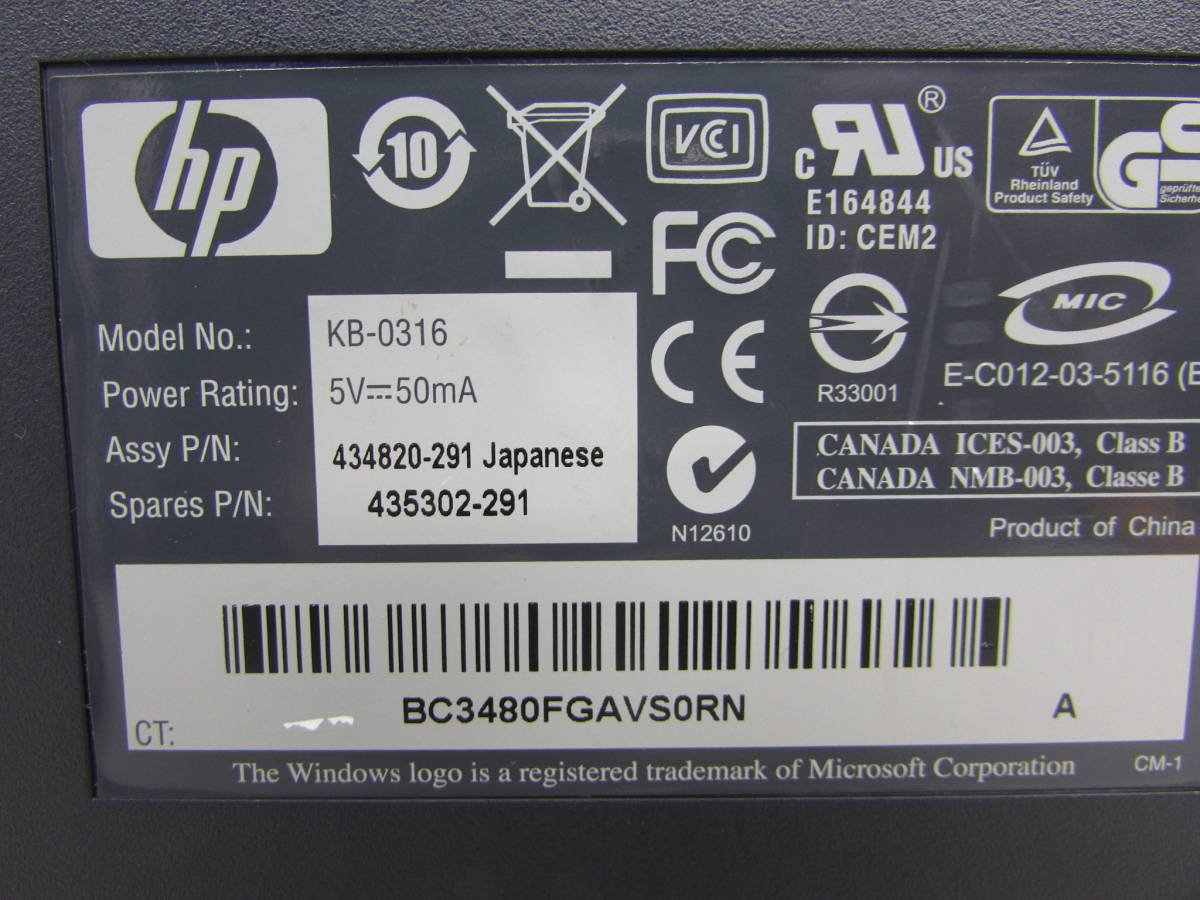 hp
10
VCI
C UL US ®
E164844
ID: CEM2
TÜV
Rheinland
Product Safety
GS
geprüfte
Sicherhe
FC
CE
N12610
R33001
MIC
E-C012-03-5116 (
Model No.: KB-0316
Power Rating: 5V⎓50mA
Assy P/N: 434820-291 Japanese
Spares P/N: 435302-291
CANADA ICES-003, Class B
CANADA NMB-003, Classe B
Product of China
CT: BC3480FGAVS0RN A
The Windows logo is a registered trademark of Microsoft Corporation
CM-1